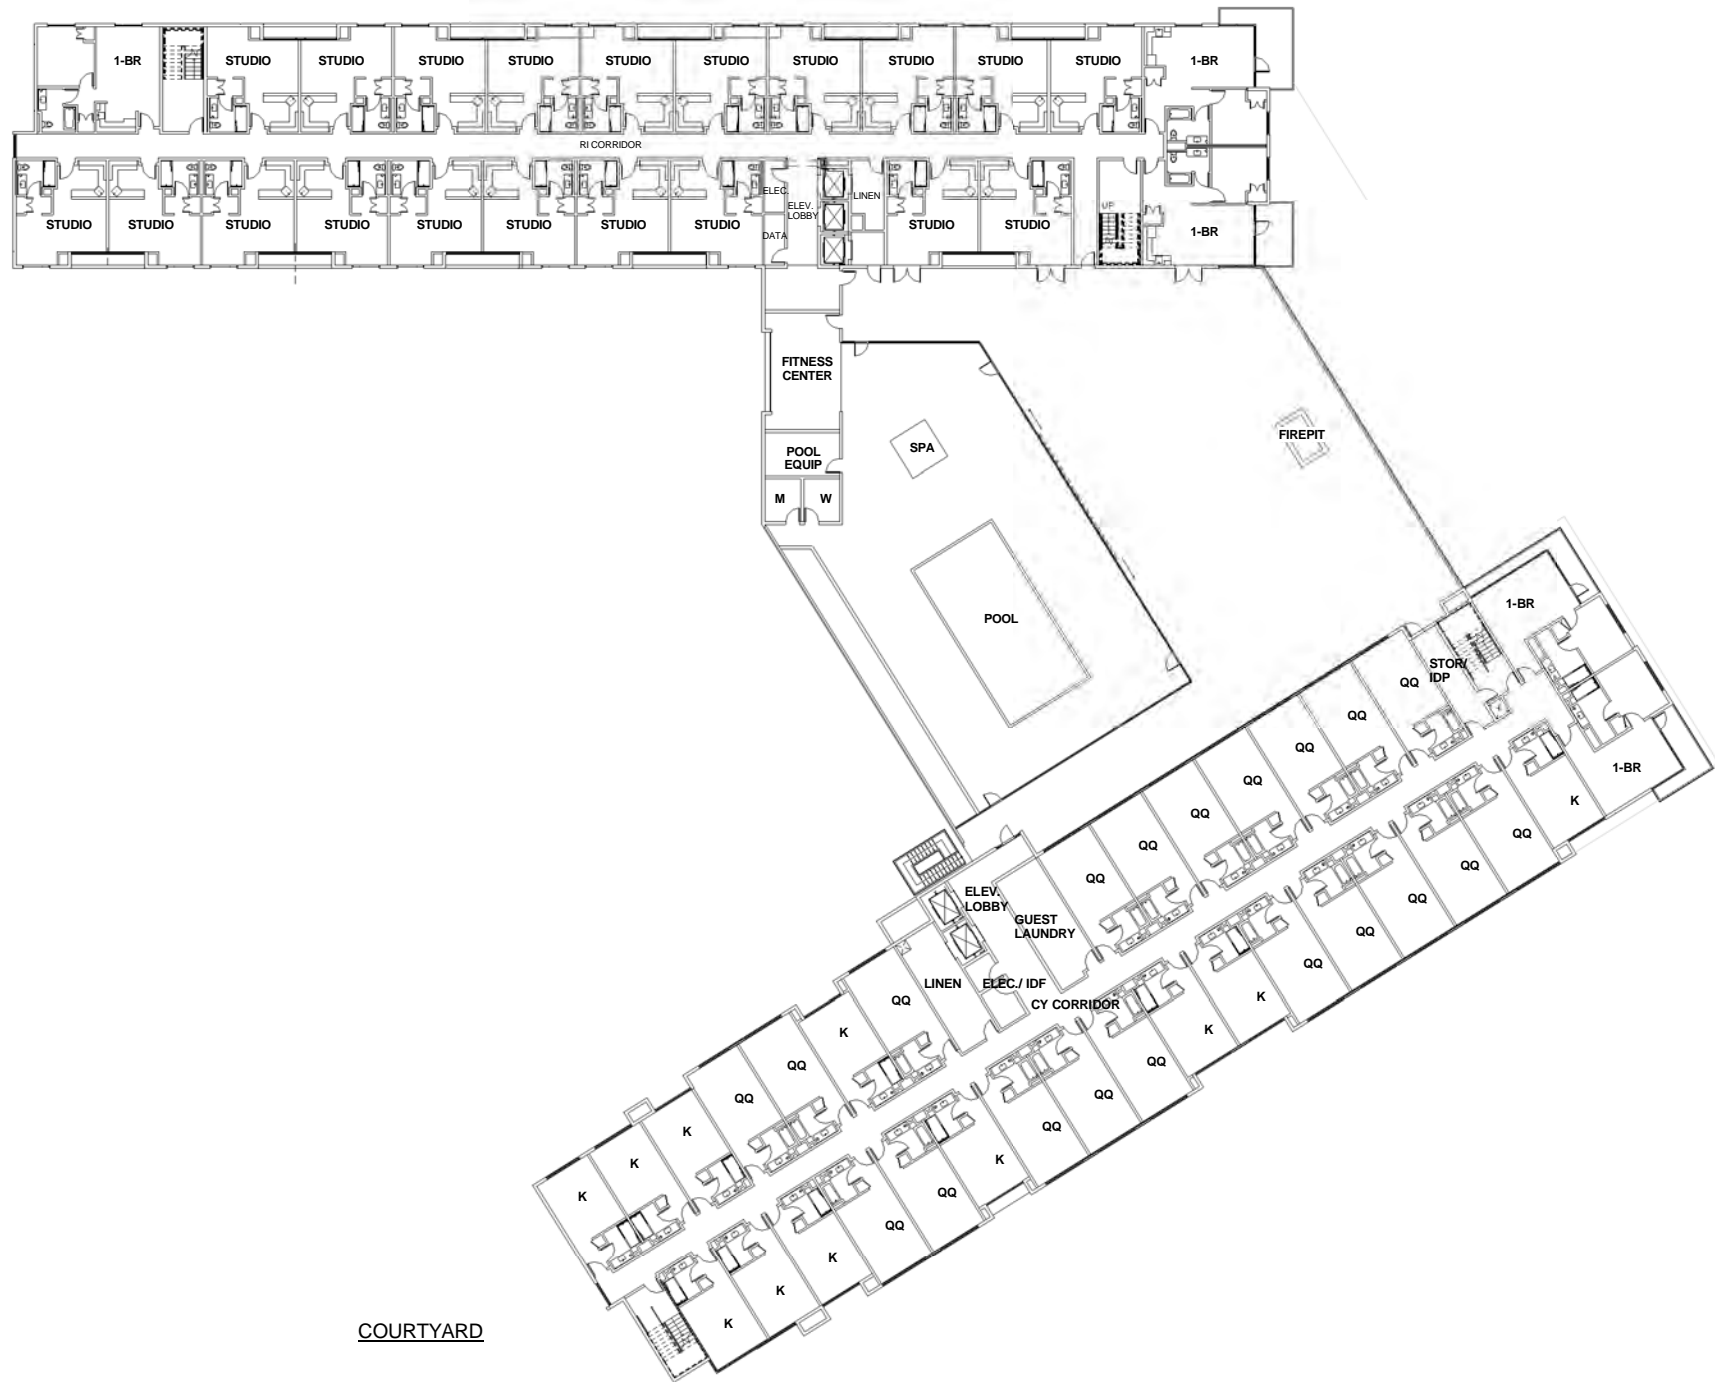 1-BR
STUDIO
STUDIO
STUDIO
STUDIO
STUDIO
STUDIO
STUDIO
STUDIO
STUDIO
STUDIO
1-BR
RI CORRIDOR
STUDIO
STUDIO
STUDIO
STUDIO
STUDIO
STUDIO
STUDIO
STUDIO
ELEC.
DATA
ELEV.
LOBBY
LINEN
STUDIO
STUDIO
UP
1-BR
FITNESS
CENTER
POOL
EQUIP
M
W
SPA
FIREPIT
POOL
1-BR
STOR/
IDP
QQ
QQ
QQ
QQ
QQ
QQ
QQ
1-BR
K
QQ
QQ
QQ
QQ
QQ
K
K
QQ
QQ
QQ
K
QQ
QQ
K
K
K
ELEV.
LOBBY
GUEST
LAUNDRY
LINEN
ELEC./ IDF
CY CORRIDOR
QQ
K
QQ
QQ
K
K
K
COURTYARD